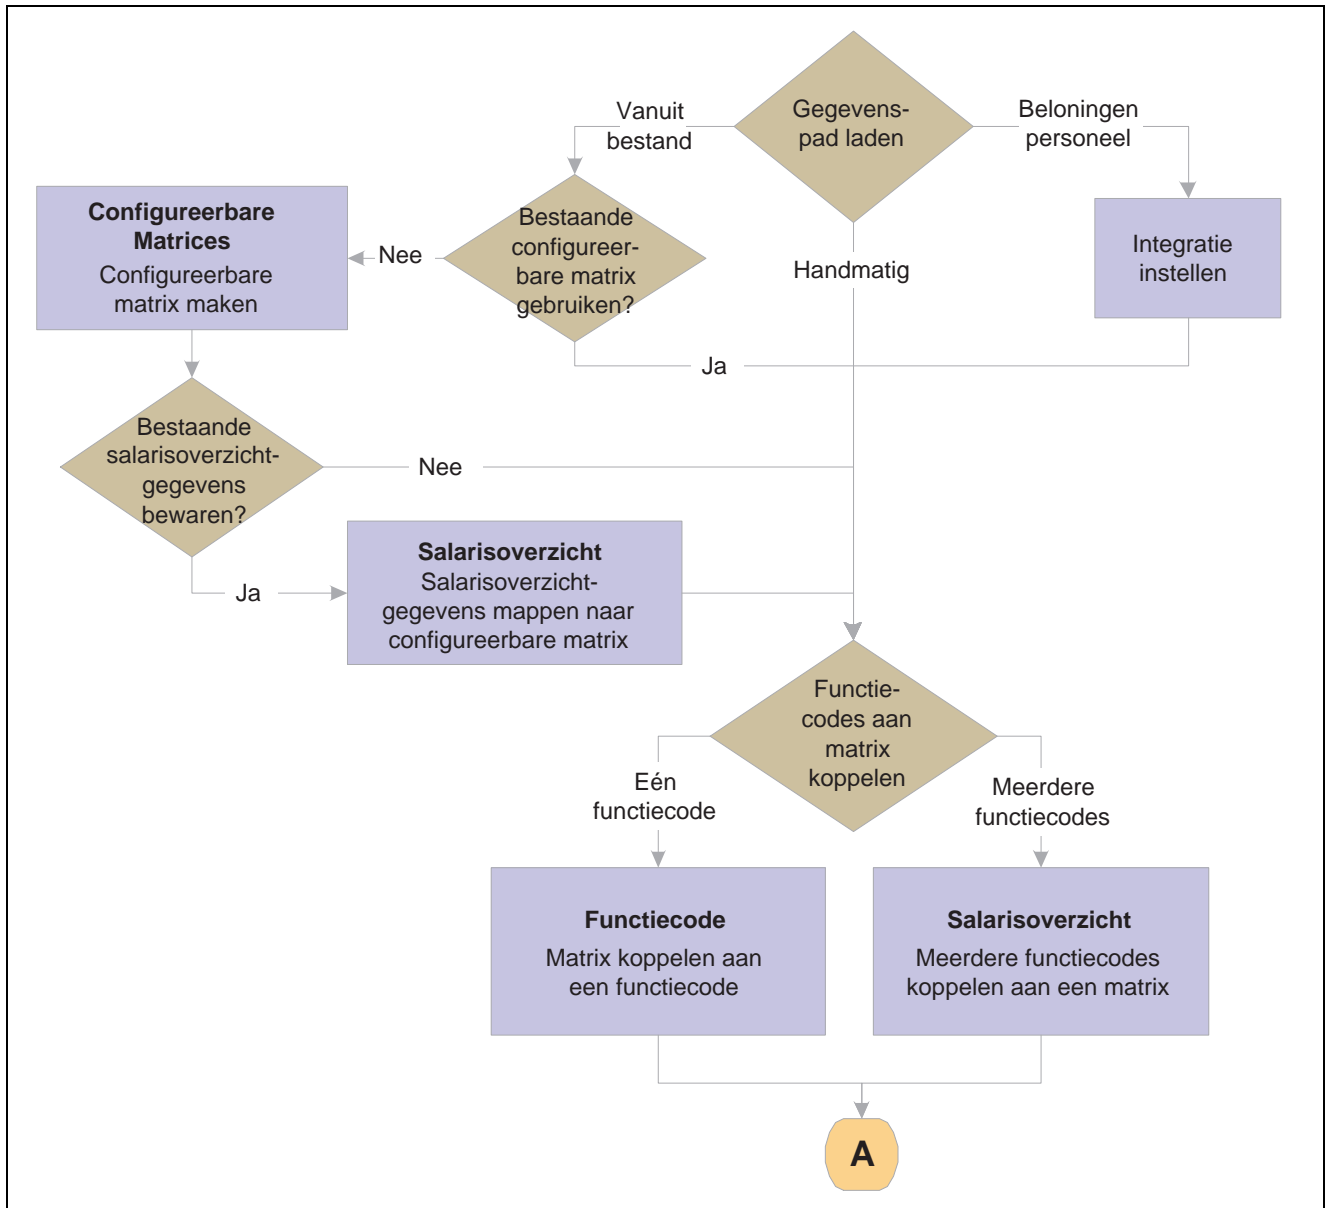 Gegevens-
pad laden
Vanuit
bestand
Beloningen
personeel
Configureerbare
Matrices
Configureerbare
matrix maken
Nee
Bestaande
configureer-
bare matrix
gebruiken?
Handmatig
Integratie
instellen
Ja
Bestaande
salarisoverzicht-
gegevens
bewaren?
Nee
Ja
Salarisoverzicht
Salarisoverzicht-
gegevens mappen naar
configureerbare matrix
Functie-
codes aan
matrix
koppelen
Eén
functiecode
Meerdere
functiecodes
Functiecode
Matrix koppelen aan
een functiecode
Salarisoverzicht
Meerdere functiecodes
koppelen aan een matrix
A